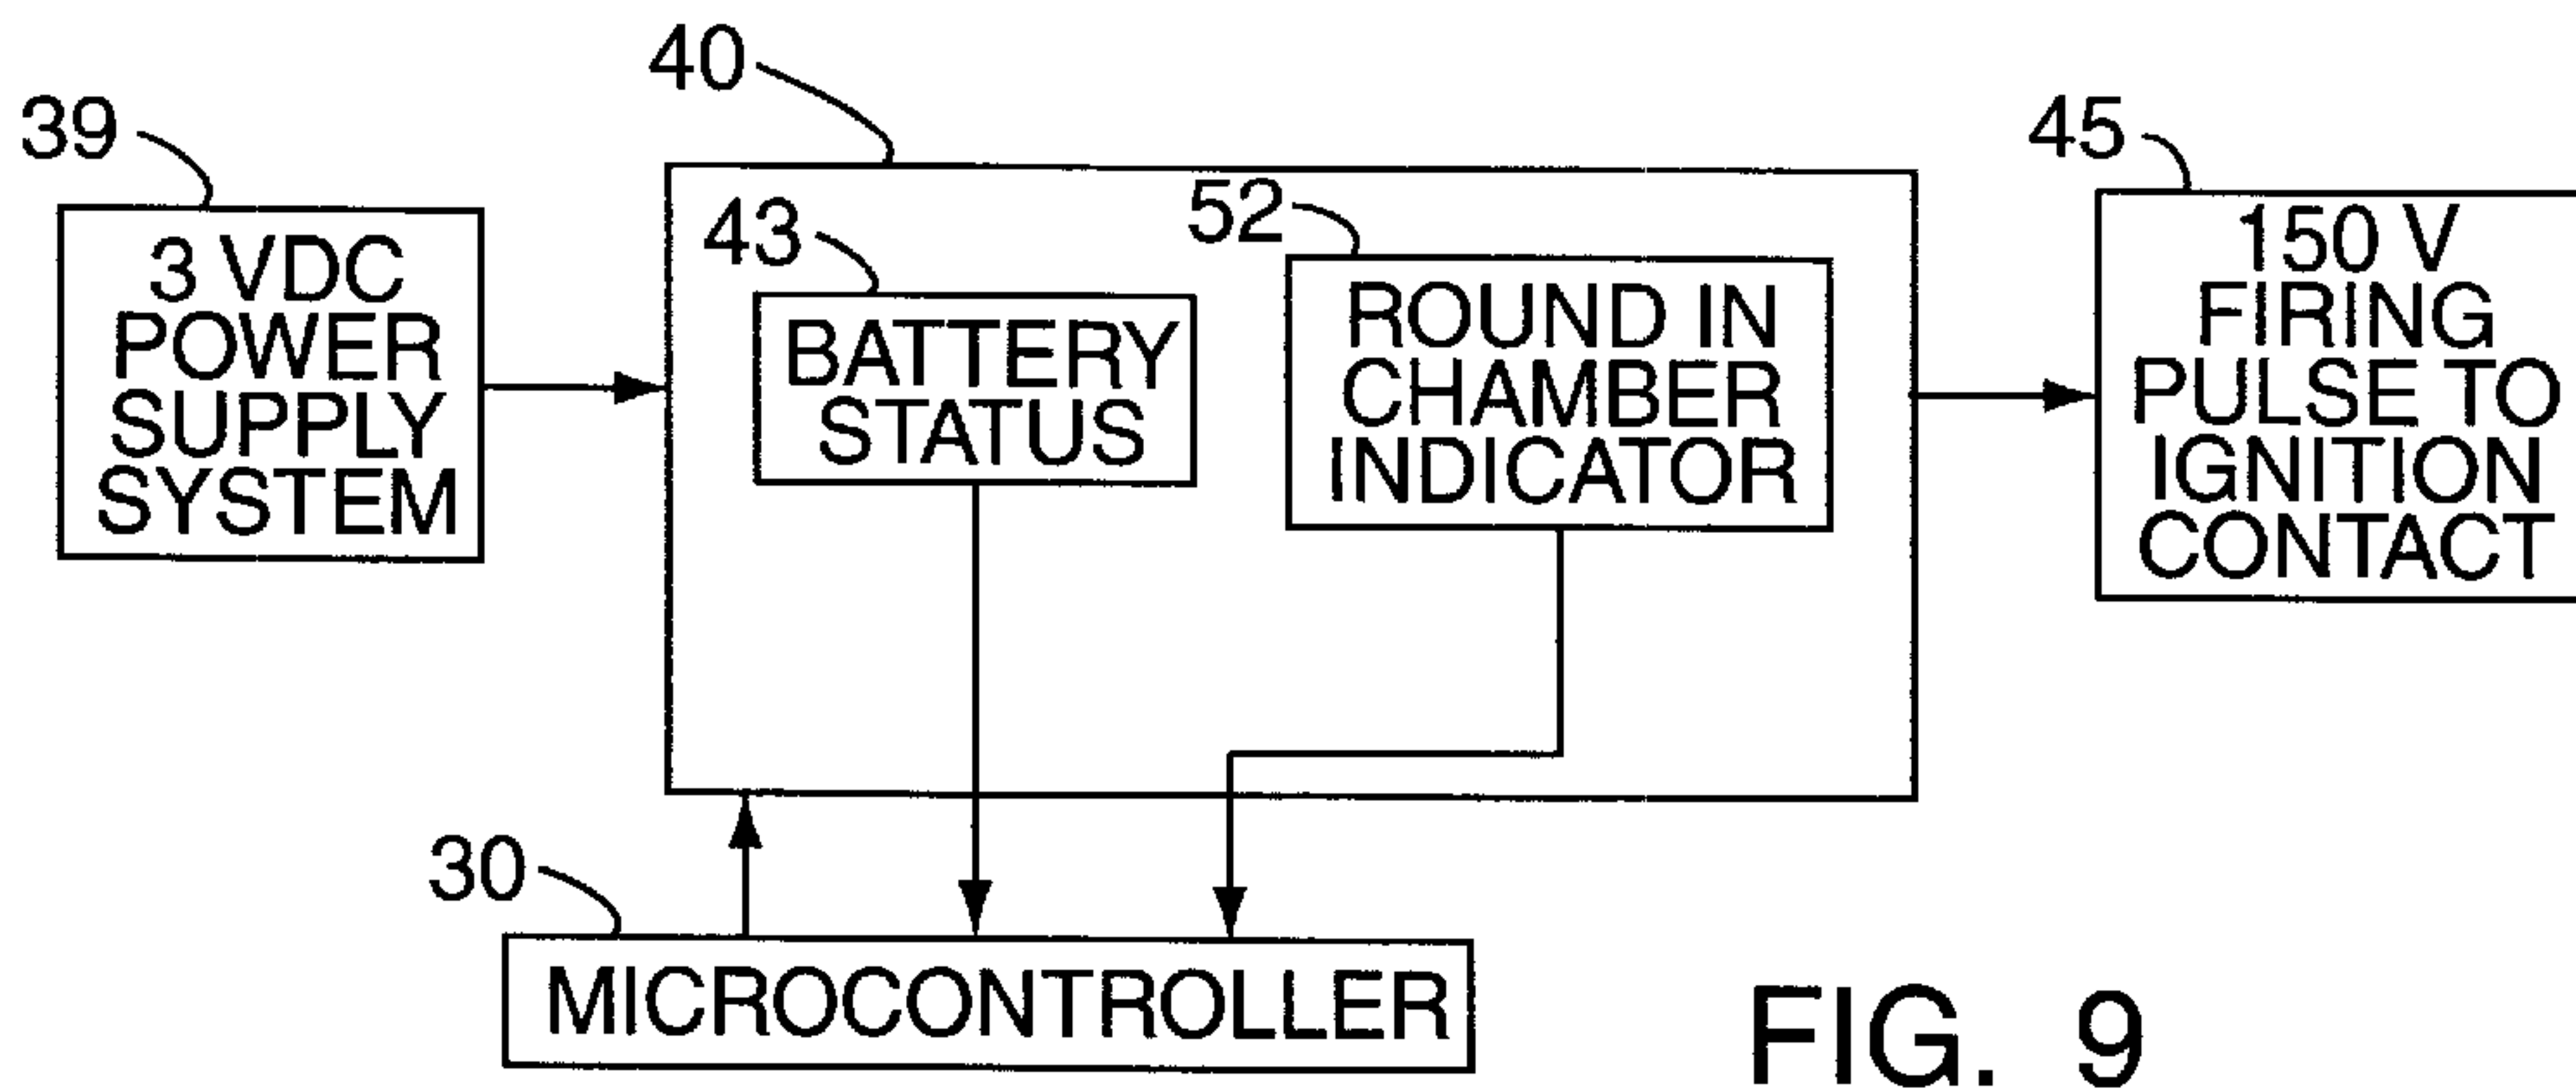 40
39
45
43
52
3 VDC
POWER
SUPPLY
SYSTEM
BATTERY
STATUS
ROUND IN
CHAMBER
INDICATOR
150 V
FIRING
PULSE TO
IGNITION
CONTACT
30
MICROCONTROLLER
FIG. 9